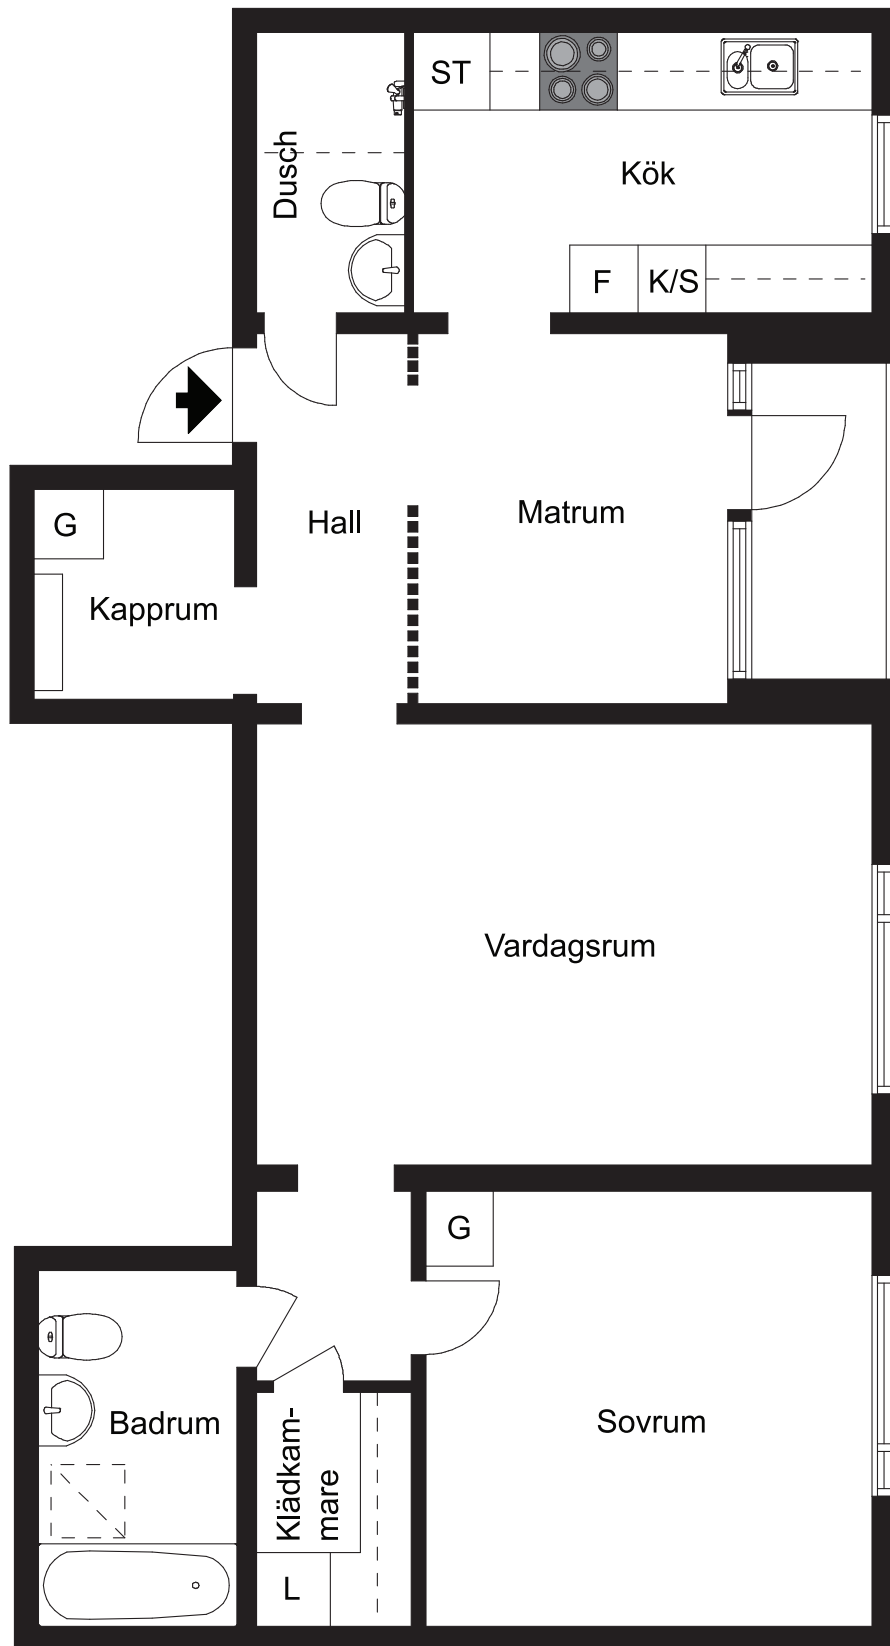 ST
Dusch
Kök
F
K/S
G
Hall
Matrum
Kapprum
Vardagsrum
G
Badrum
Klädkam-
mare
Sovrum
L